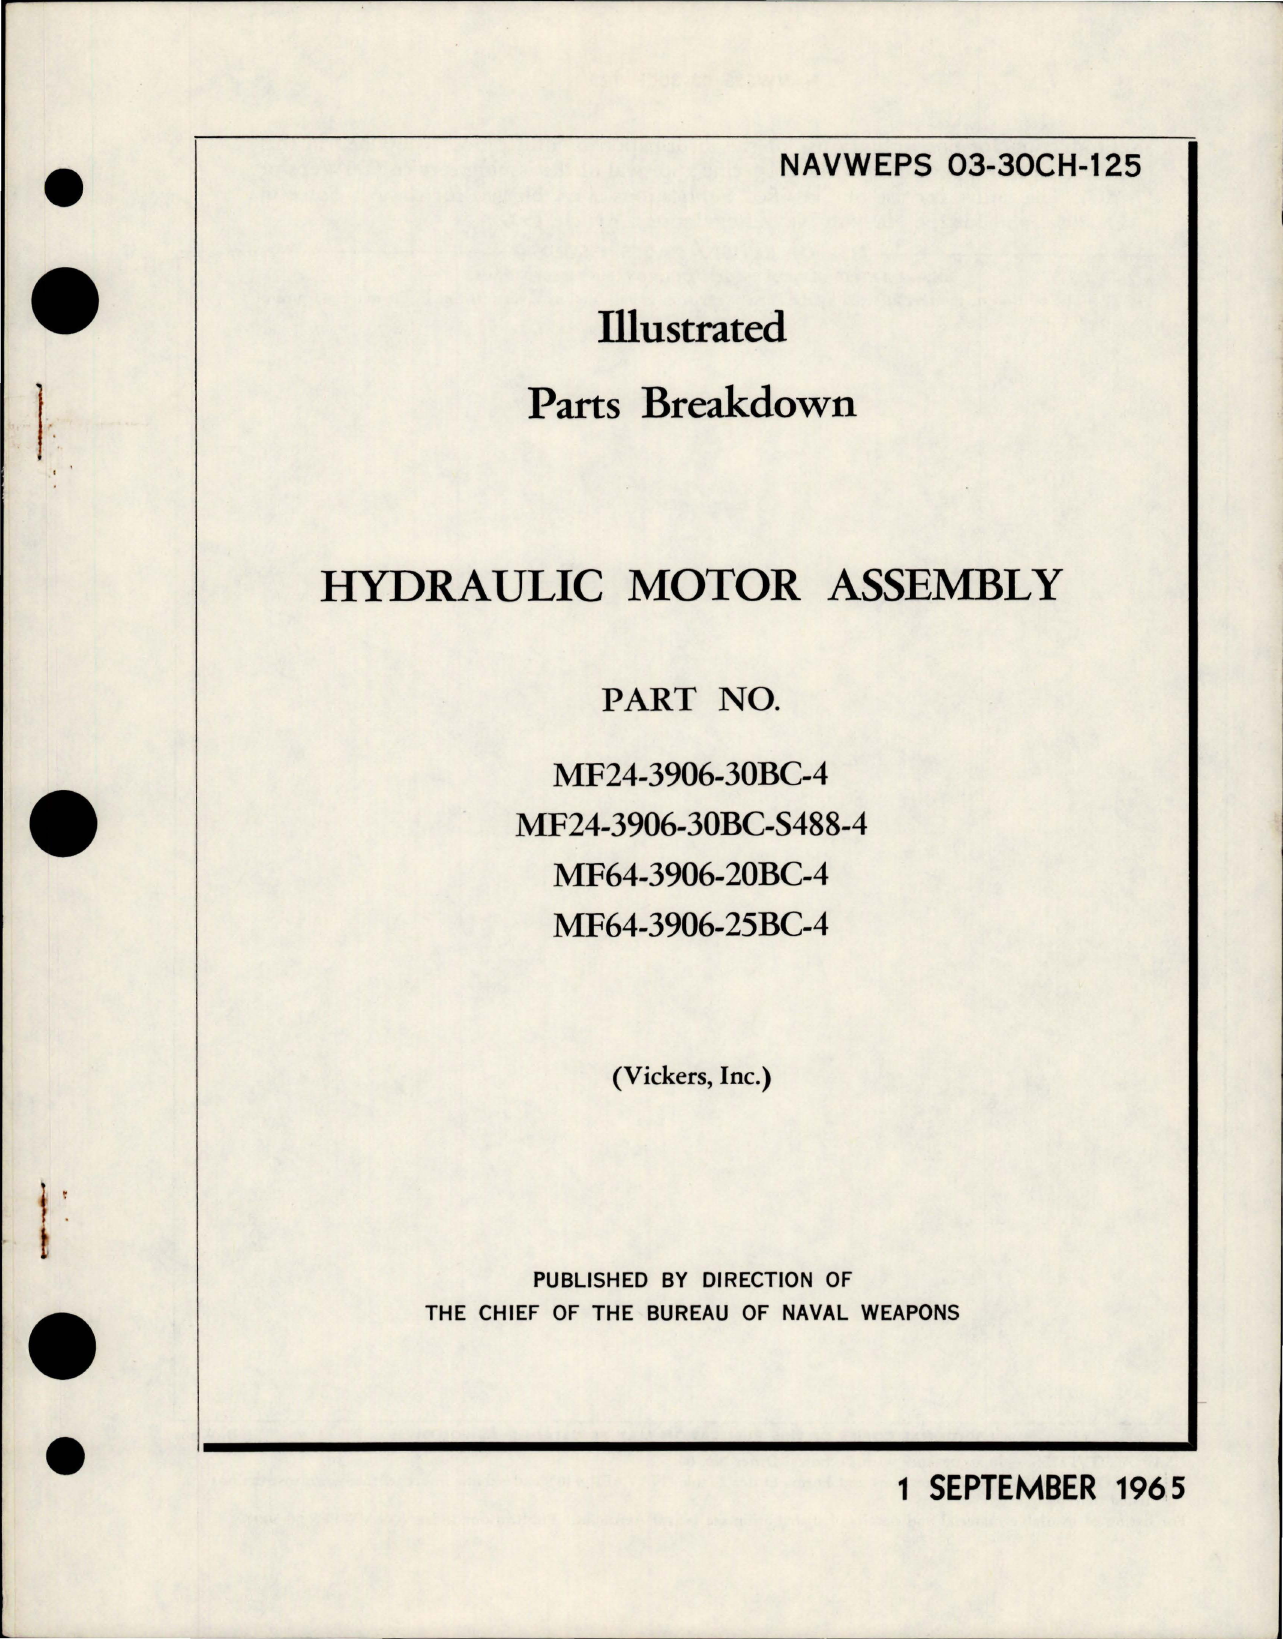 NAVWEPS 03-30CH-125
Illustrated
Parts Breakdown
HYDRAULIC MOTOR ASSEMBLY
PART NO.
MF24-3906-30BC-4
MF24-3906-30BC-S488-4
MF64-3906-20BC-4
MF64-3906-25BC-4
(Vickers, Inc.)
PUBLISHED BY DIRECTION OF
THE CHIEF OF THE BUREAU OF NAVAL WEAPONS
1 SEPTEMBER 1965